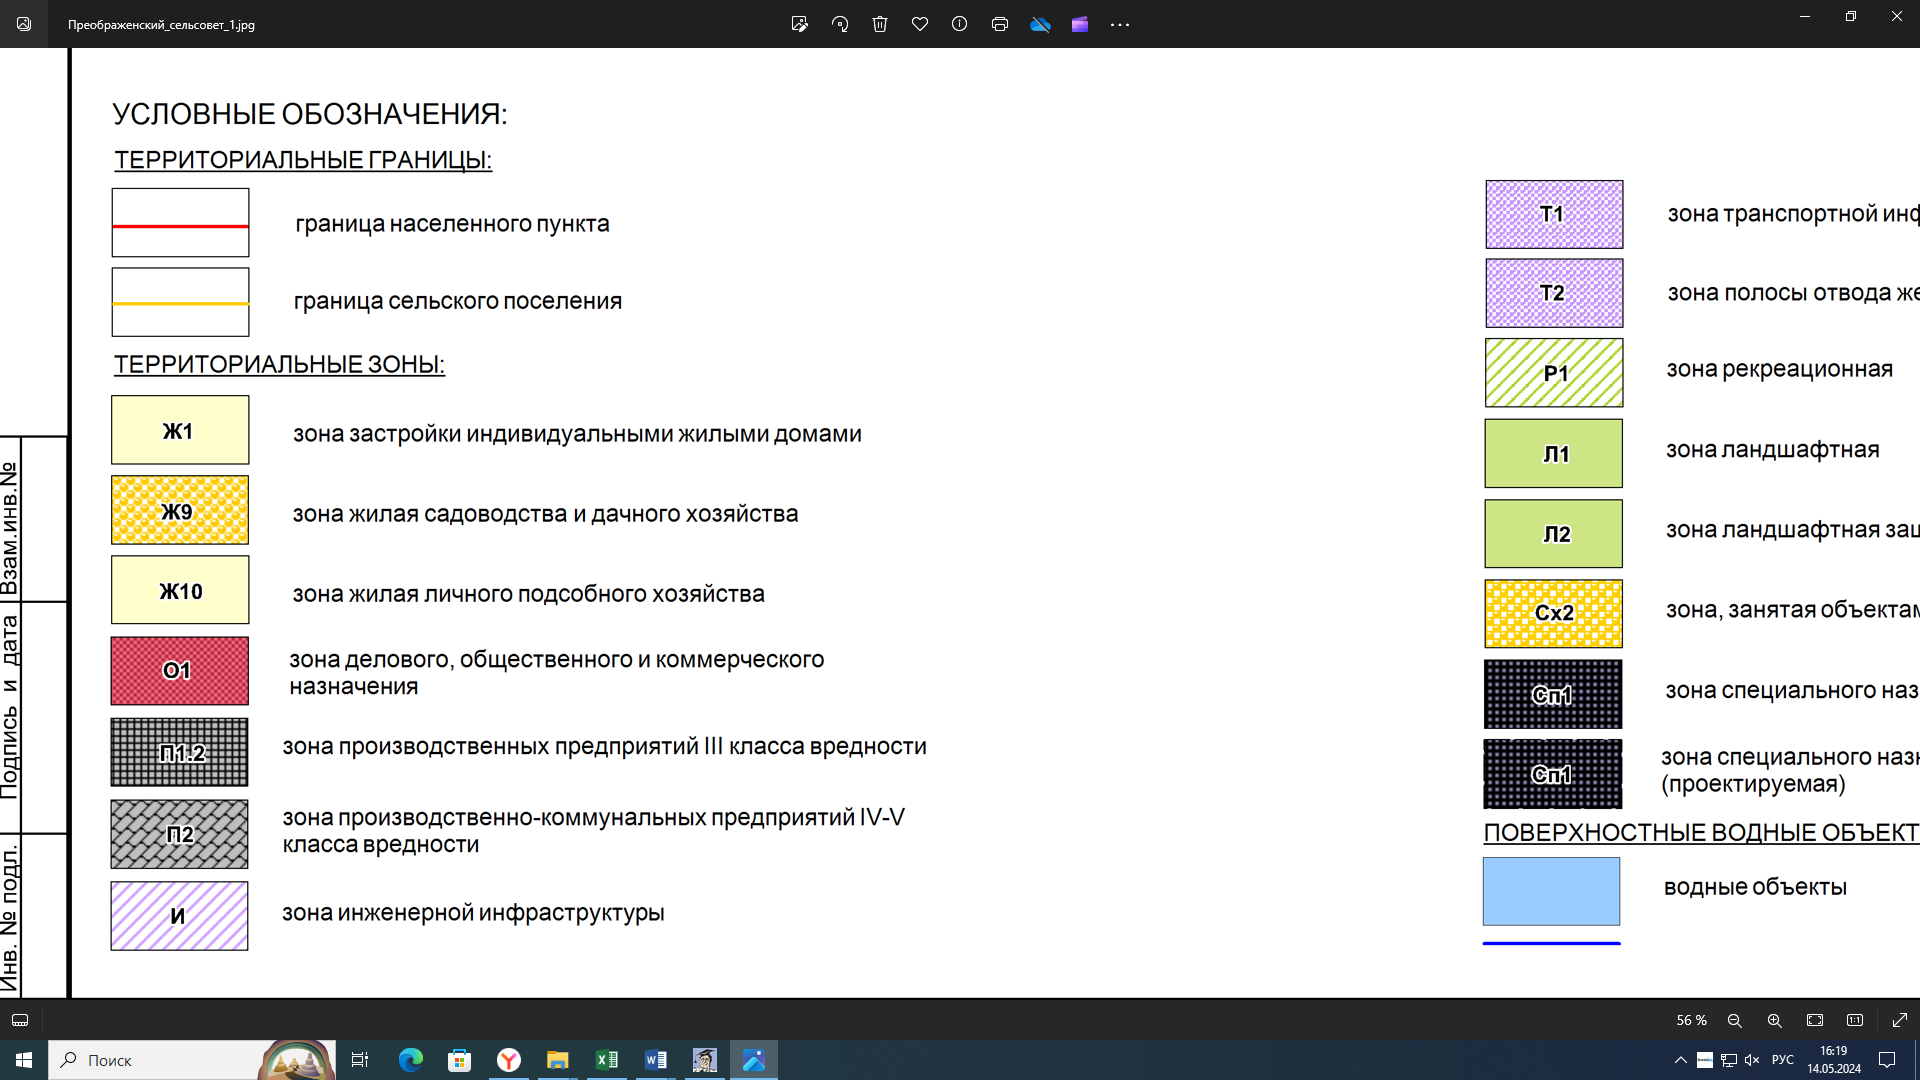 Преображенский_сельсовет_1.jpg
УСЛОВНЫЕ ОБОЗНАЧЕНИЯ:
ТЕРРИТОРИАЛЬНЫЕ ГРАНИЦЫ:
граница населенного пункта
граница сельского поселения
ТЕРРИТОРИАЛЬНЫЕ ЗОНЫ:
Ж1 зона застройки индивидуальными жилыми домами
Ж9 зона жилая садоводства и дачного хозяйства
Ж10 зона жилая личного подсобного хозяйства
О1 зона делового, общественного и коммерческого
назначения
П1.2 зона производственных предприятий III класса вредности
П2 зона производственно-коммунальных предприятий IV-V
класса вредности
И зона инженерной инфраструктуры
Т1 зона транспортной инф
Т2 зона полосы отвода же
Р1 зона рекреационная
Л1 зона ландшафтная
Л2 зона ландшафтная защ
Сх2 зона, занятая объектам
Сп1 зона специального наз
Сп1 зона специального назн
(проектируемая)
ПОВЕРХНОСТНЫЕ ВОДНЫЕ ОБЪЕКТ
водные объекты
Взам.инв.№
Подпись и дата
Инв. № подл.
56 %
1:1
Поиск
РУС
16:19
14.05.2024